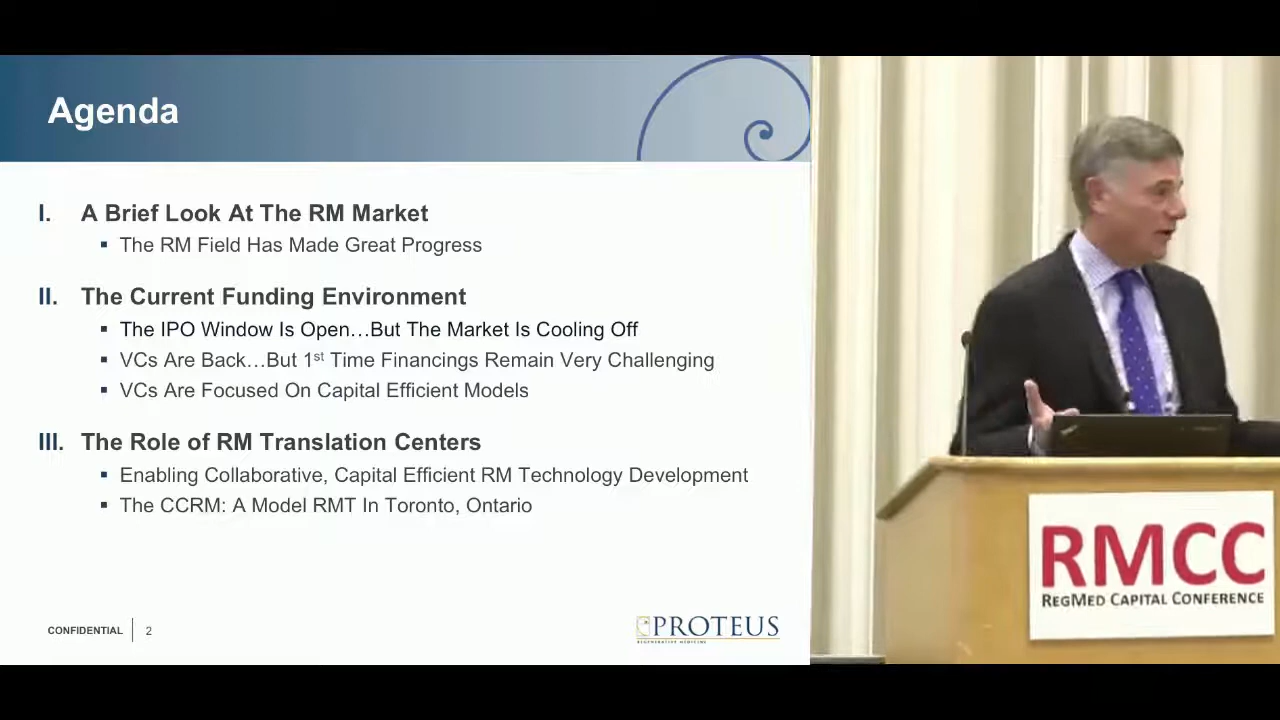 Agenda
I. A Brief Look At The RM Market
▪ The RM Field Has Made Great Progress
II. The Current Funding Environment
▪ The IPO Window Is Open…But The Market Is Cooling Off
▪ VCs Are Back…But 1st Time Financings Remain Very Challenging
▪ VCs Are Focused On Capital Efficient Models
III. The Role of RM Translation Centers
▪ Enabling Collaborative, Capital Efficient RM Technology Development
▪ The CCRM: A Model RMT In Toronto, Ontario
CONFIDENTIAL 2
PROTEUS
REGENERATIVE MEDICINE
RMCC
REGMED CAPITAL CONFERENCE